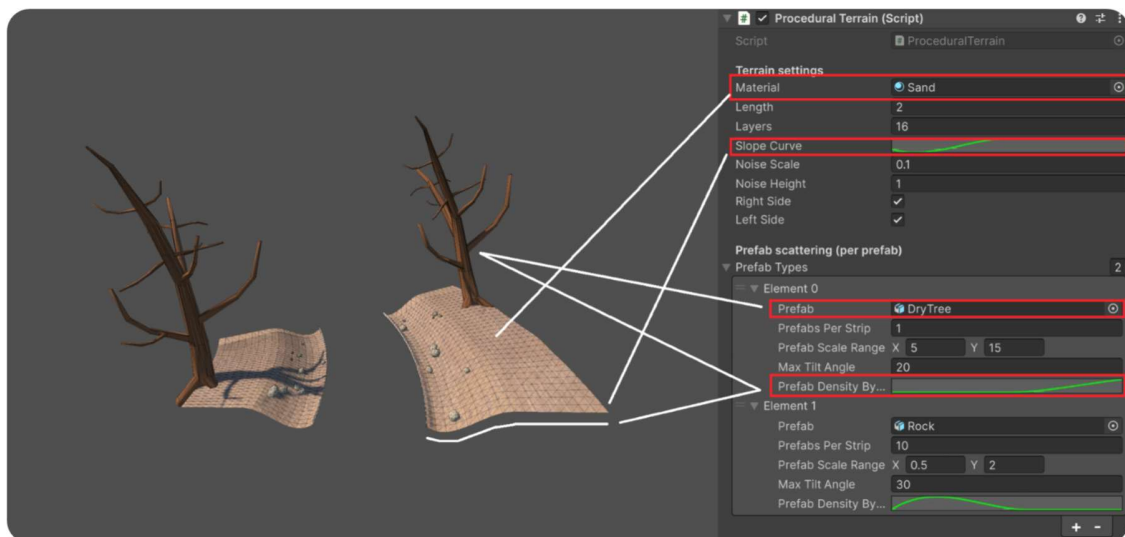 Procedural Terrain (Script)
Script ProceduralTerrain
Terrain settings
Material Sand
Length 2
Layers 16
Slope Curve
Noise Scale 0.1
Noise Height 1
Right Side
Left Side
Prefab scattering (per prefab)
Prefab Types 2
Element 0
Prefab DryTree
Prefabs Per Strip 1
Prefab Scale Range X 5 Y 15
Max Tilt Angle 20
Prefab Density By...
Element 1
Prefab Rock
Prefabs Per Strip 10
Prefab Scale Range X 0.5 Y 2
Max Tilt Angle 30
Prefab Density By...
+ -